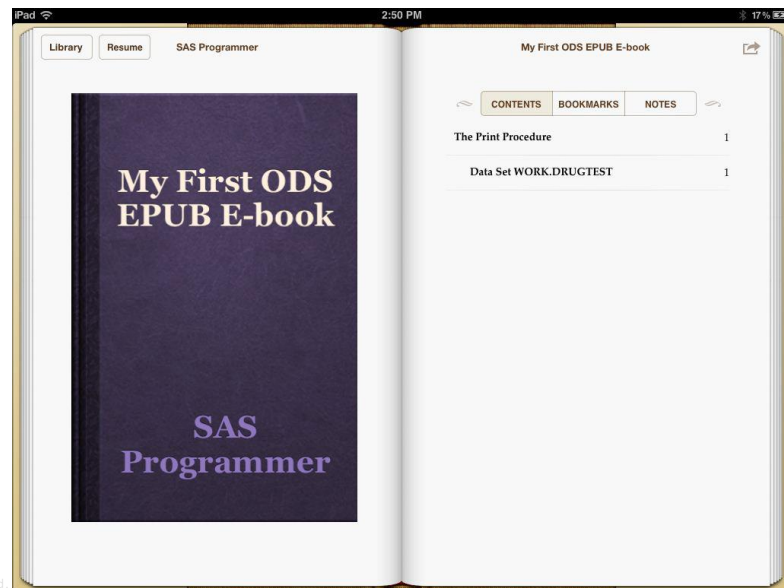 iPad
2:50 PM
17%
Library
Resume
SAS Programmer
My First ODS EPUB E-book
My First ODS
EPUB E-book
SAS
Programmer
CONTENTS
BOOKMARKS
NOTES
The Print Procedure 1
Data Set WORK.DRUGTEST 1